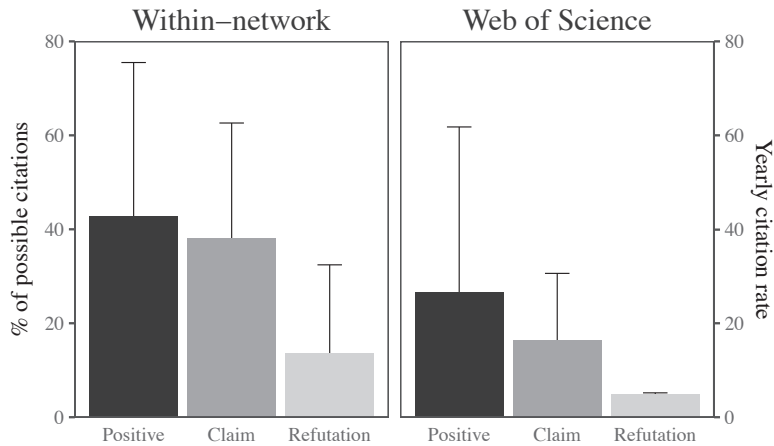 Within–network
Web of Science
% of possible citations
80
60
40
20
0
Positive
Claim
Refutation
Positive
Claim
Refutation
80
60
40
20
0
Yearly citation rate